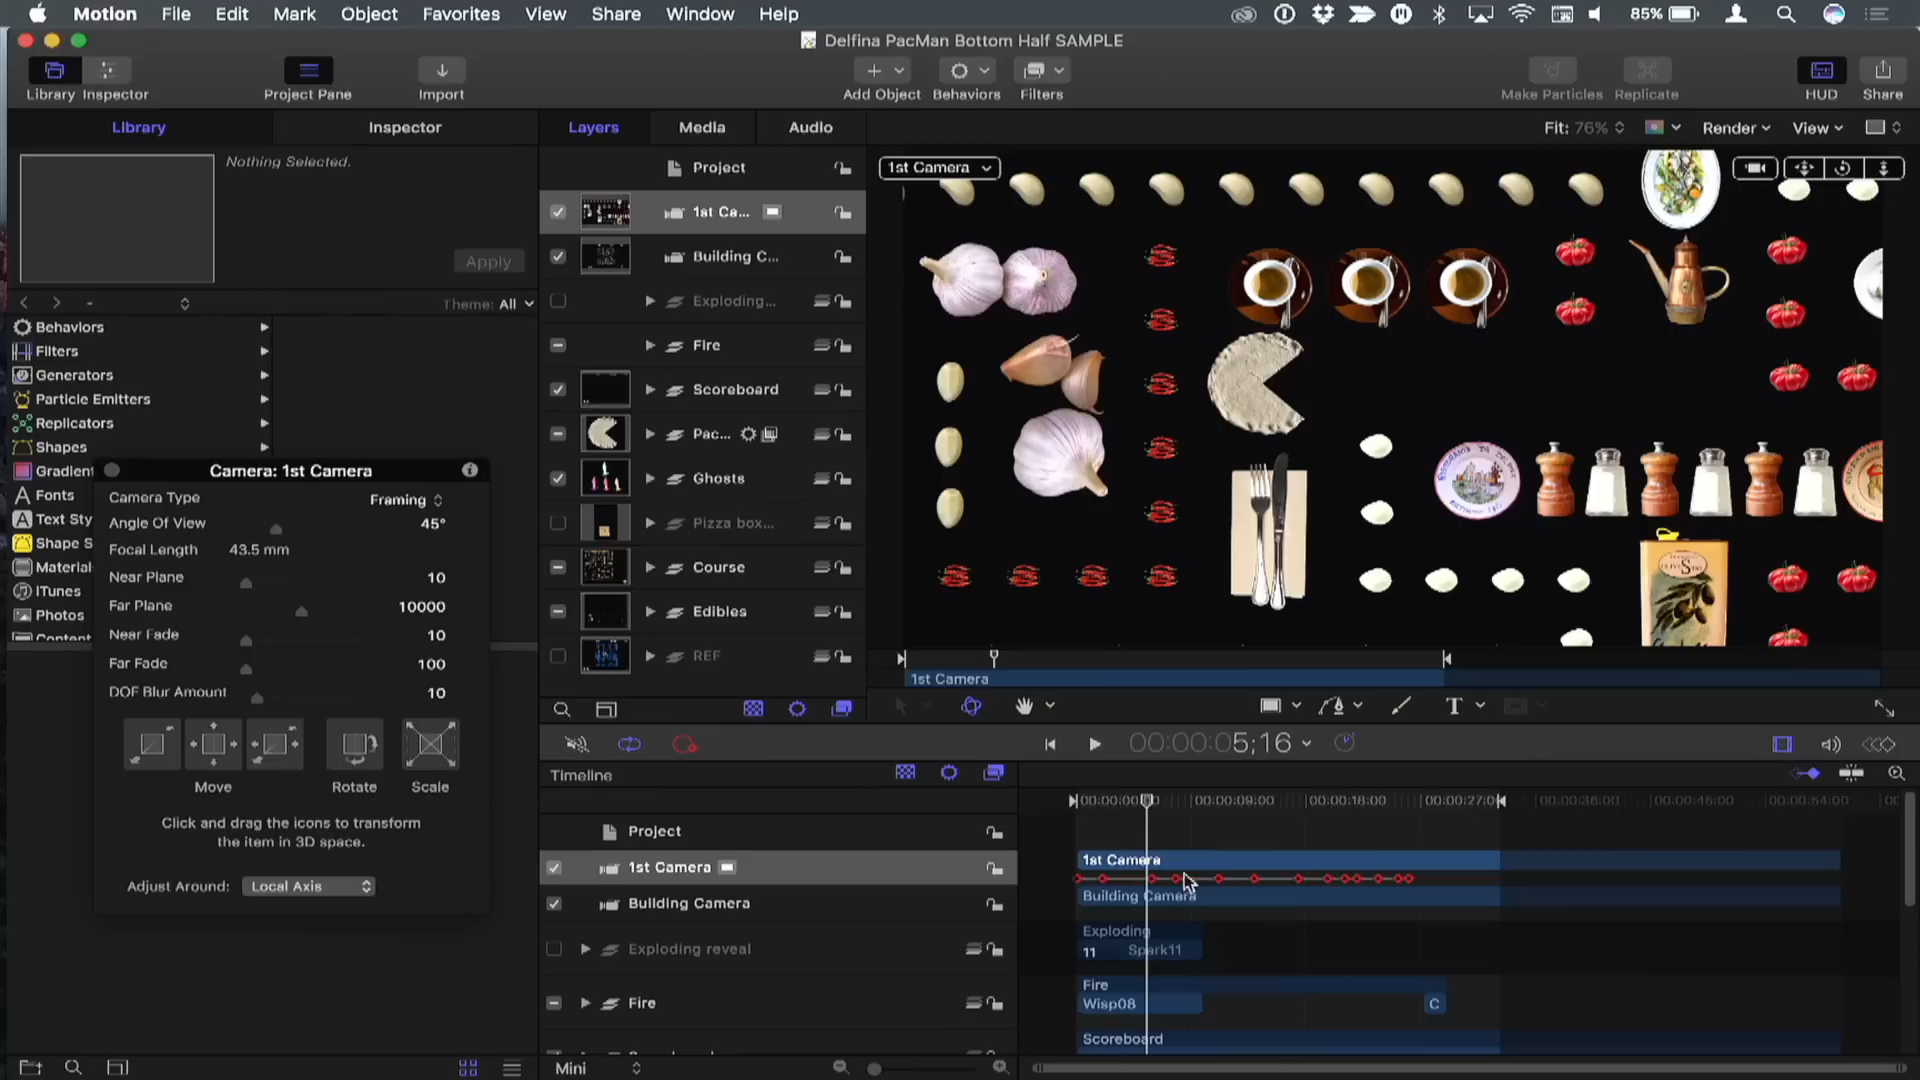 Motion File Edit Mark Object Favorites View Share Window Help 85%
Delfina PacMan Bottom Half SAMPLE
Library Inspector Project Pane Import Add Object Behaviors Filters Make Particles Replicate HUD Share
Library Inspector Layers Media Audio Fit: 76% Render View
Nothing Selected.
Apply
Theme: All
Behaviors
Filters
Generators
Particle Emitters
Replicators
Shapes
Fonts
Text Sty
Shape S
Material
iTunes
Photos
Camera: 1st Camera
Camera Type Framing
Angle Of View 45°
Focal Length 43.5 mm
Near Plane 10
Far Plane 10000
Near Fade 10
Far Fade 100
DOF Blur Amount 10
Move Rotate Scale
Click and drag the icons to transform
the item in 3D space.
Adjust Around: Local Axis
Project
1st Ca...
Building C...
Exploding...
Fire
Scoreboard
Pac...
Ghosts
Pizza box...
Course
Edibles
REF
1st Camera
1st Camera
00:00:05;16
Timeline
00:00:00 00:00:09:00 00:00:18:00 00:00:27:0 00:00:36:00 00:00:45:00 00:00:54:00
Project
1st Camera 1st Camera
Building Camera Building Camera
Exploding reveal Exploding
11 Spark11
Fire Fire
Wisp08 C
Scoreboard
Mini